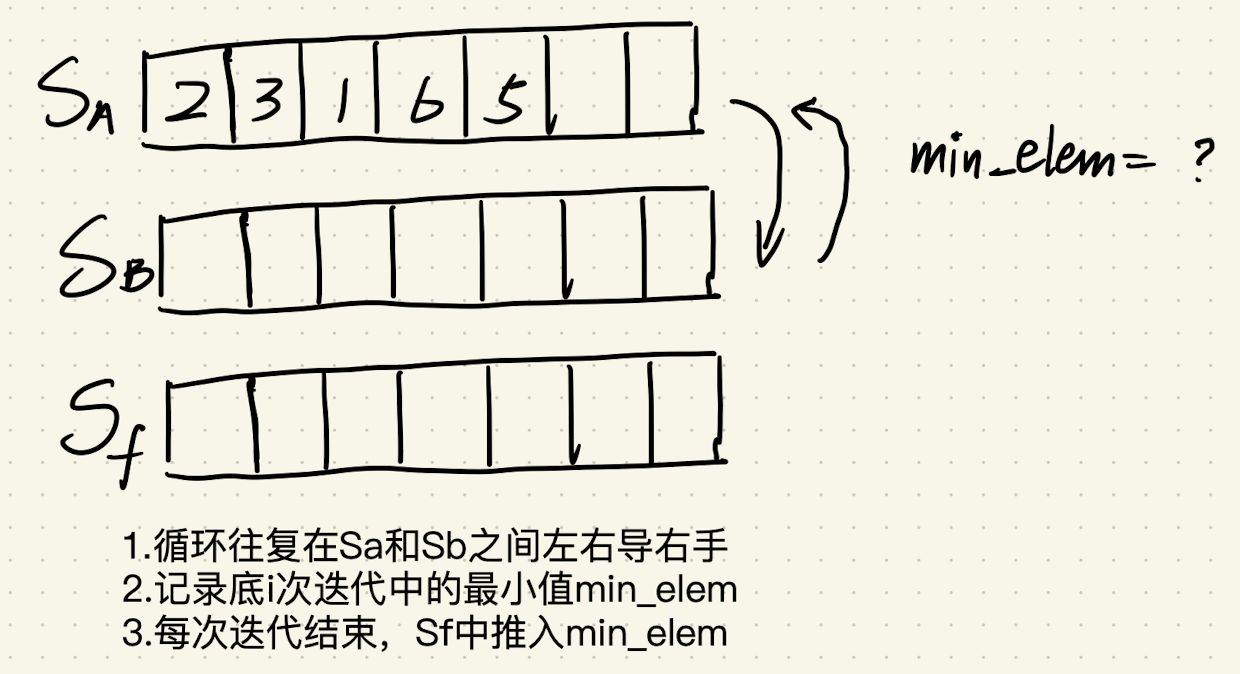 SA 2 3 1 6 5
min_elem= ?
SB
Sf
1.循环往复在Sa和Sb之间左右导右手
2.记录底i次迭代中的最小值min_elem
3.每次迭代结束，Sf中推入min_elem